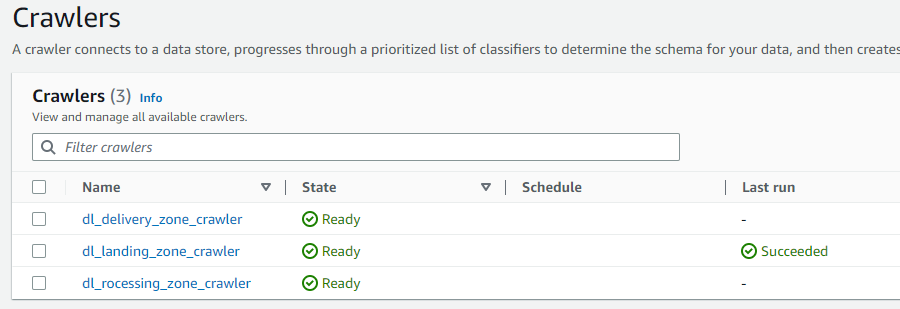 Crawlers
A crawler connects to a data store, progresses through a prioritized list of classifiers to determine the schema for your data, and then creates
Crawlers (3) Info
View and manage all available crawlers.
Filter crawlers
Name State Schedule Last run
dl_delivery_zone_crawler Ready -
dl_landing_zone_crawler Ready Succeeded
dl_rocessing_zone_crawler Ready -